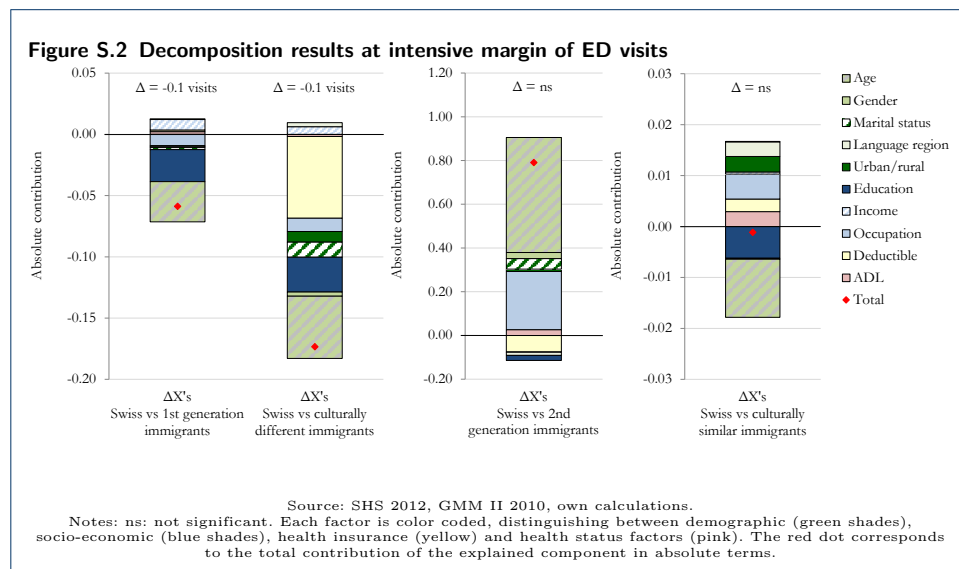 Figure S.2 Decomposition results at intensive margin of ED visits
0.05
0.00
-0.05
-0.10
-0.15
-0.20
Absolute contribution
Δ = -0.1 visits
Δ = -0.1 visits
ΔX's
Swiss vs 1st generation
immigrants
ΔX's
Swiss vs culturally
different immigrants
1.20
1.00
0.80
0.60
0.40
0.20
0.00
-0.20
Absolute contribution
Δ = ns
ΔX's
Swiss vs 2nd
generation immigrants
0.03
0.02
0.01
0.00
-0.01
-0.02
-0.03
Absolute contribution
Δ = ns
ΔX's
Swiss vs culturally
similar immigrants
Age
Gender
Marital status
Language region
Urban/rural
Education
Income
Occupation
Deductible
ADL
Total
Source: SHS 2012, GMM II 2010, own calculations.
Notes: ns: not significant. Each factor is color coded, distinguishing between demographic (green shades),
socio-economic (blue shades), health insurance (yellow) and health status factors (pink). The red dot corresponds
to the total contribution of the explained component in absolute terms.